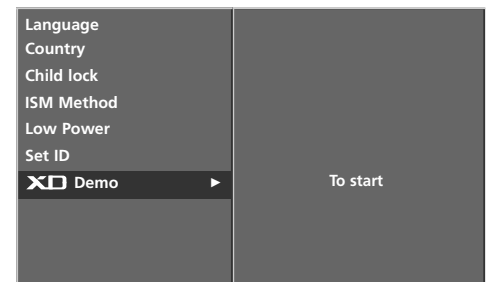 Language
Country
Child lock
ISM Method
Low Power
Set ID
XD Demo ►
To start